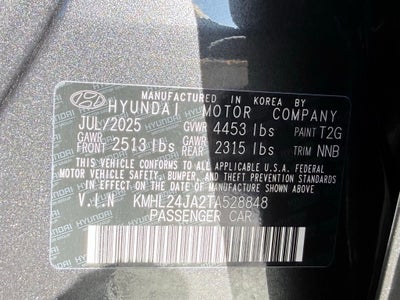 MANUFACTURED IN KOREA BY
HYUNDAI MOTOR COMPANY
JUL/2025 GVWR 4453 lbs PAINT T2G
GAWR FRONT 2513 lbs GAWR REAR 2315 lbs TRIM NNB
THIS VEHICLE CONFORMS TO ALL APPLICABLE U.S.A. FEDERAL
MOTOR VEHICLE SAFETY, BUMPER, AND THEFT PREVENTION
STANDARDS IN EFFECT ON THE DATE OF MANUFACTURE SHOWN ABOVE.
V.I.N KMHL24JA2TA528848
PASSENGER CAR